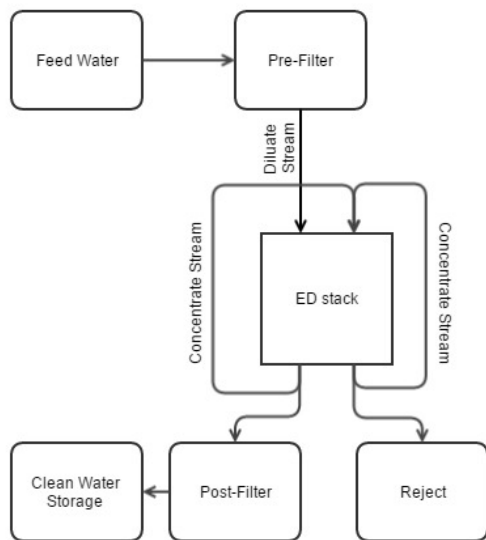 Feed Water
Pre-Filter
Diluate
Stream
Concentrate Stream
ED stack
Concentrate Stream
Clean Water
Storage
Post-Filter
Reject